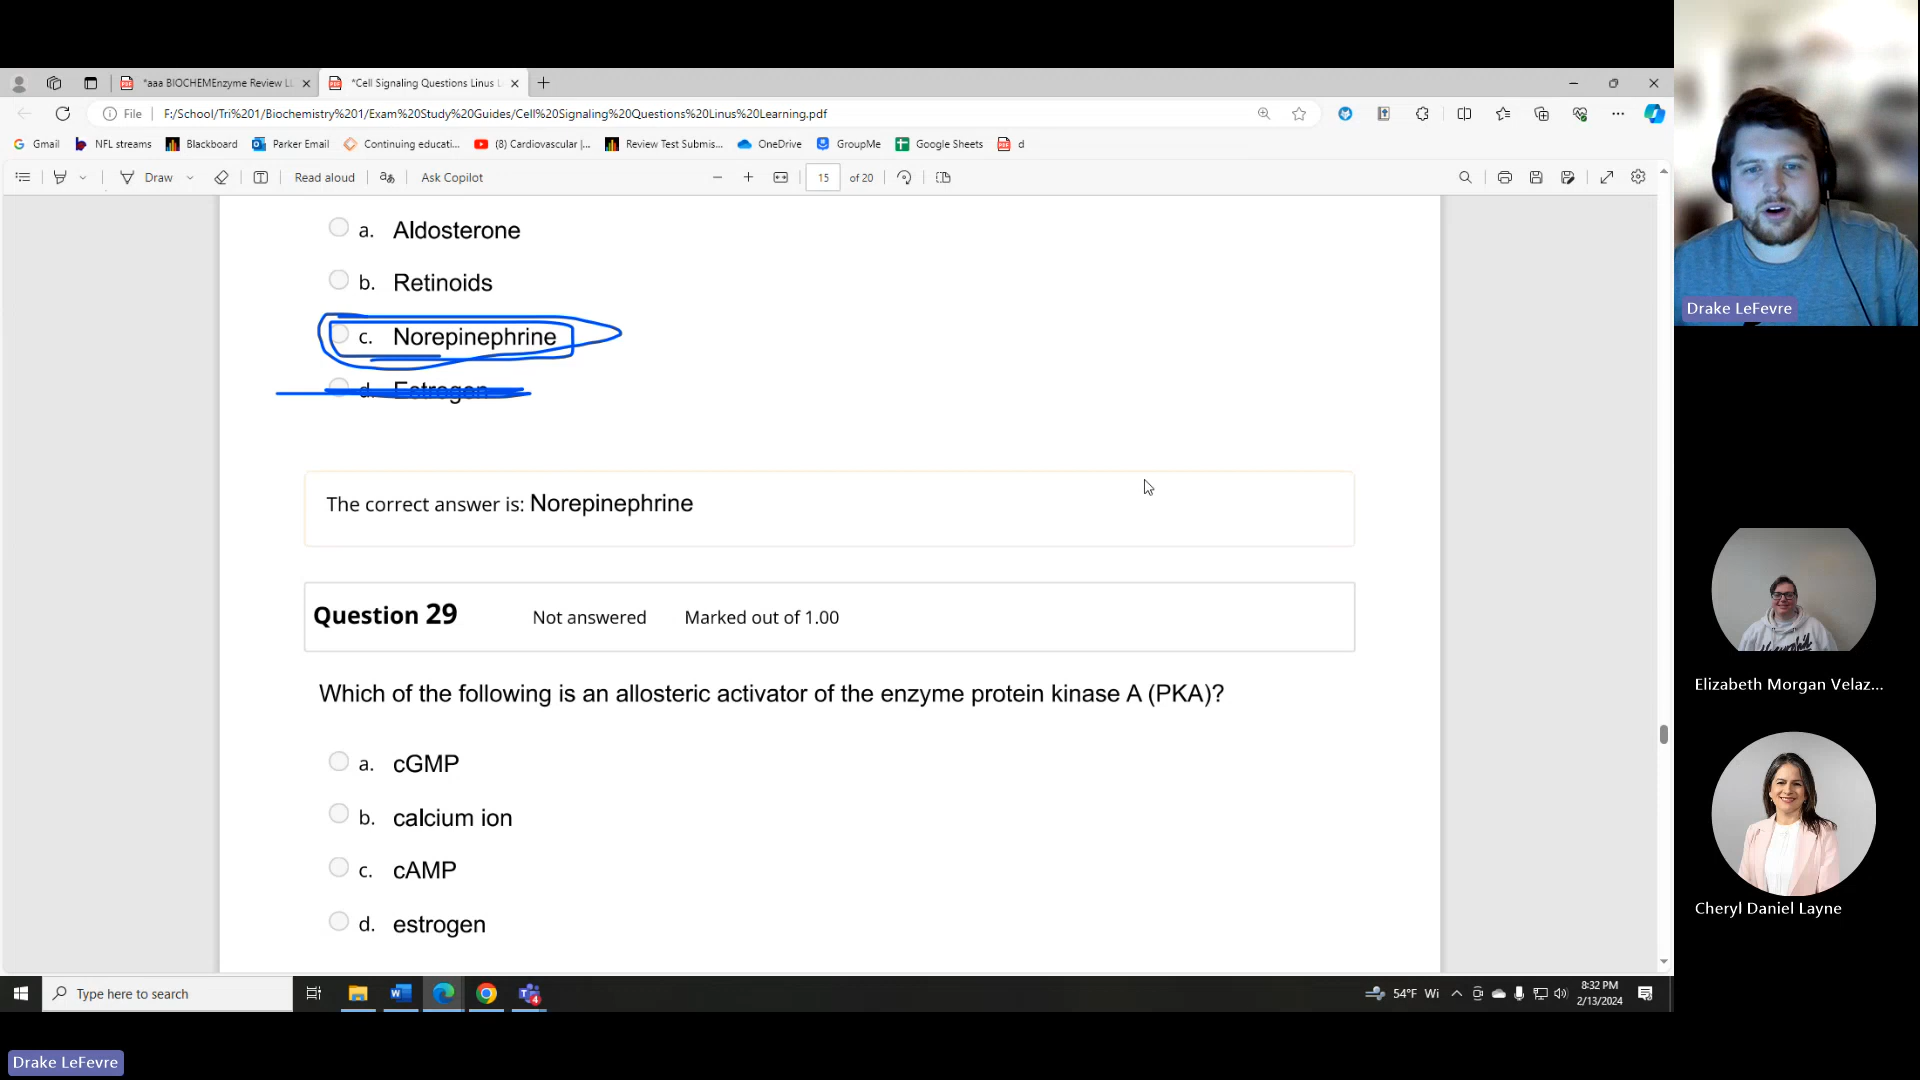 *aaa BIOCHEMEnzyme Review L
*Cell Signaling Questions Linus L
File F:/School/Tri%201/Biochemistry%201/Exam%20Study%20Guides/Cell%20Signaling%20Questions%20Linus%20Learning.pdf
Gmail NFL streams Blackboard Parker Email Continuing educati... (8) Cardiovascular |... Review Test Submis... OneDrive GroupMe Google Sheets d
Draw Read aloud Ask Copilot 15 of 20
a. Aldosterone
b. Retinoids
c. Norepinephrine
d. Estrogen
The correct answer is: Norepinephrine
Question 29 Not answered Marked out of 1.00
Which of the following is an allosteric activator of the enzyme protein kinase A (PKA)?
a. cGMP
b. calcium ion
c. cAMP
d. estrogen
Type here to search
54°F Wi
8:32 PM
2/13/2024
Drake LeFevre
Elizabeth Morgan Velaz...
Cheryl Daniel Layne
Drake LeFevre